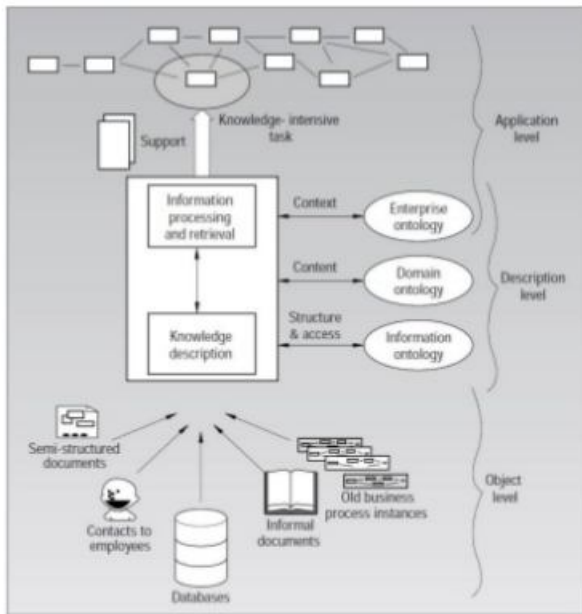 Knowledge- intensive
task
Support
Application
level
Information
processing
and retrieval
Context
Enterprise
ontology
Content
Domain
ontology
Description
level
Structure
& access
Knowledge
description
Information
ontology
Semi-structured
documents
Contacts to
employees
Databases
Informal
documents
Old business
process instances
Object
level